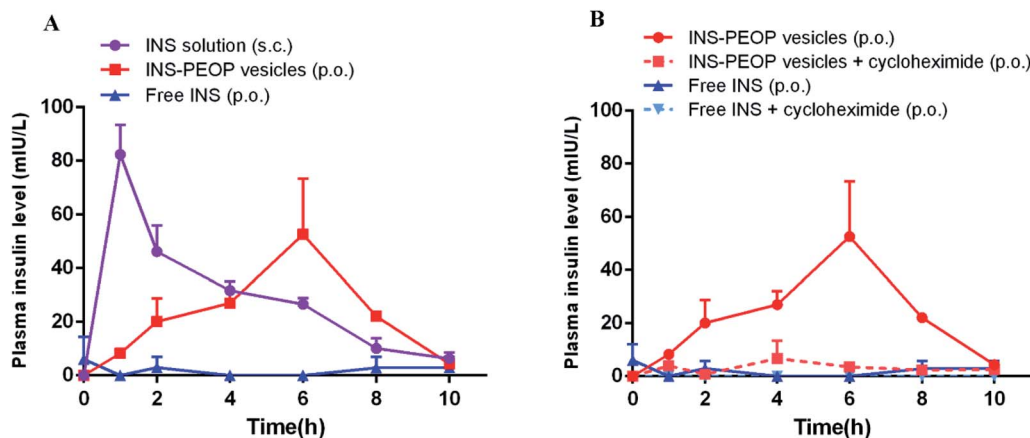 A
INS solution (s.c.)
INS-PEOP vesicles (p.o.)
Free INS (p.o.)
Plasma insulin level (mIU/L)
100
80
60
40
20
0
0 2 4 6 8 10
Time(h)
B
INS-PEOP vesicles (p.o.)
INS-PEOP vesicles + cycloheximide (p.o.)
Free INS (p.o.)
Free INS + cycloheximide (p.o.)
Plasma insulin level (mIU/L)
100
80
60
40
20
0
0 2 4 6 8 10
Time(h)